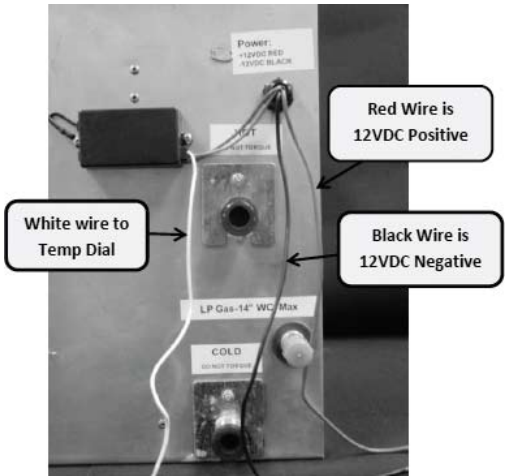 Power:
+12VDC RED
-12VDC BLACK
Red Wire is
12VDC Positive
HOT
NOT TORQUE
White wire to
Temp Dial
Black Wire is
12VDC Negative
LP Gas-14" WC Max
COLD
DO NOT TORQUE